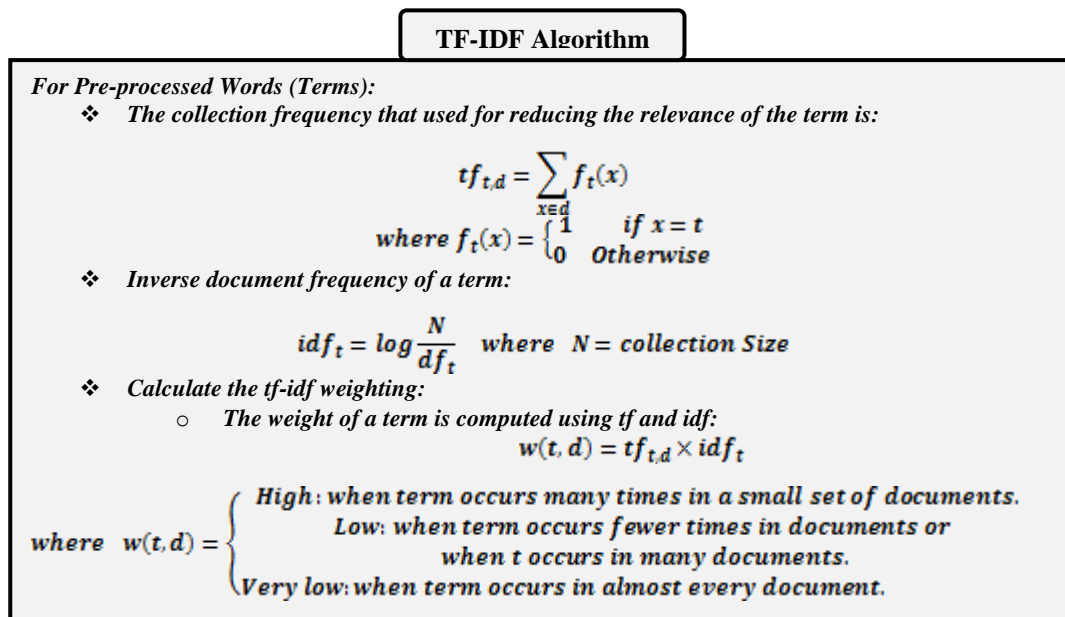 TF-IDF Algorithm
For Pre-processed Words (Terms):
❖ The collection frequency that used for reducing the relevance of the term is:
tf_{t,d} = ∑_{x∈d} f_t(x)
where f_t(x) = { 1 if x = t
0 Otherwise
❖ Inverse document frequency of a term:
idf_t = log N/df_t where N = collection Size
❖ Calculate the tf-idf weighting:
○ The weight of a term is computed using tf and idf:
w(t, d) = tf_{t,d} × idf_t
where w(t, d) = { High: when term occurs many times in a small set of documents.
Low: when term occurs fewer times in documents or
when t occurs in many documents.
Very low: when term occurs in almost every document.